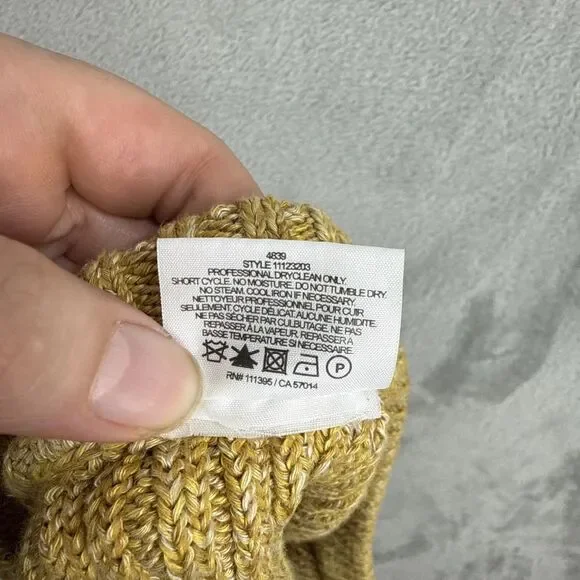 4839
STYLE 11123203
PROFESSIONAL DRYCLEAN ONLY.
SHORT CYCLE. NO MOISTURE. DO NOT TUMBLE DRY.
NO STEAM. COOL IRON IF NECESSARY.
NETTOYEUR PROFESSIONNEL POUR CUIR
SEULEMENT. CYCLE DÉLICAT. AUCUNE HUMIDITÉ.
NE PAS SÉCHER PAR CULBUTAGE. NE PAS
REPASSER À LA VAPEUR. REPASSER À
BASSE TEMPÉRATURE SI NÉCESSAIRE.
P
RN# 111395 / CA 57014